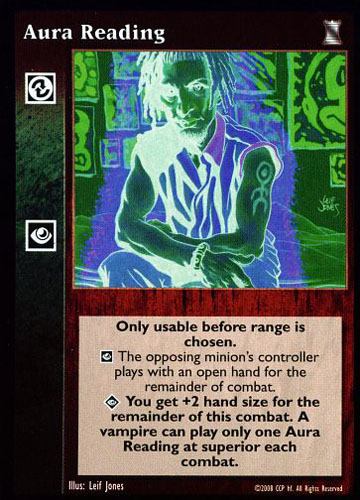 Aura Reading
LEIF
JONES
Only usable before range is
chosen.
The opposing minion's controller
plays with an open hand for the
remainder of combat.
You get +2 hand size for the
remainder of this combat. A
vampire can play only one Aura
Reading at superior each
combat.
Illus: Leif Jones
©2008 CCP hf. All Rights Reserved.